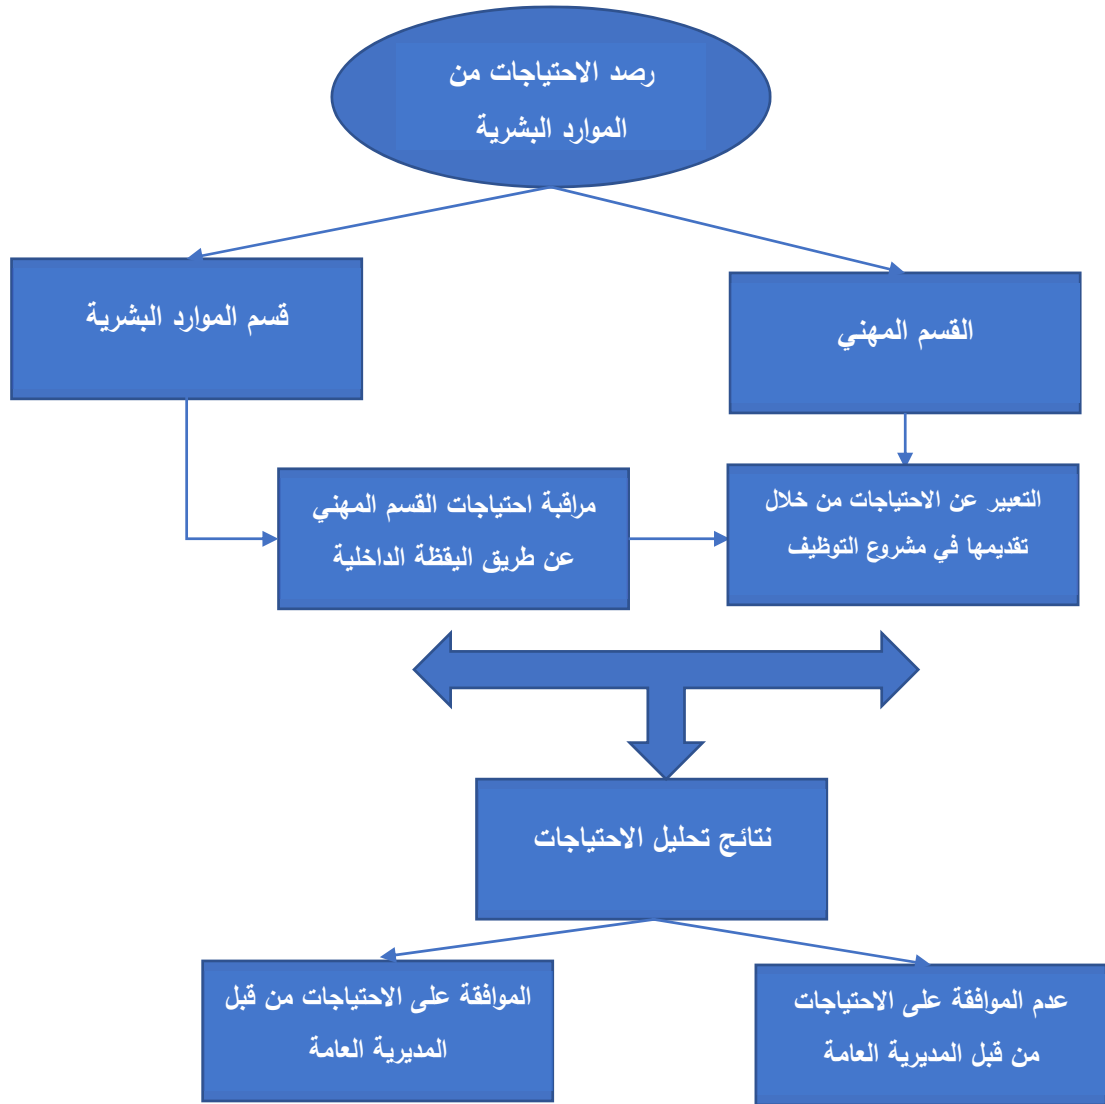 رصد الاحتياجات من
الموارد البشرية
القسم المهني
قسم الموارد البشرية
التعبير عن الاحتياجات من خلال
تقديمها في مشروع التوظيف
مراقبة احتياجات القسم المهني
عن طريق اليقظة الداخلية
نتائج تحليل الاحتياجات
عدم الموافقة على الاحتياجات
من قبل المديرية العامة
الموافقة على الاحتياجات من قبل
المديرية العامة